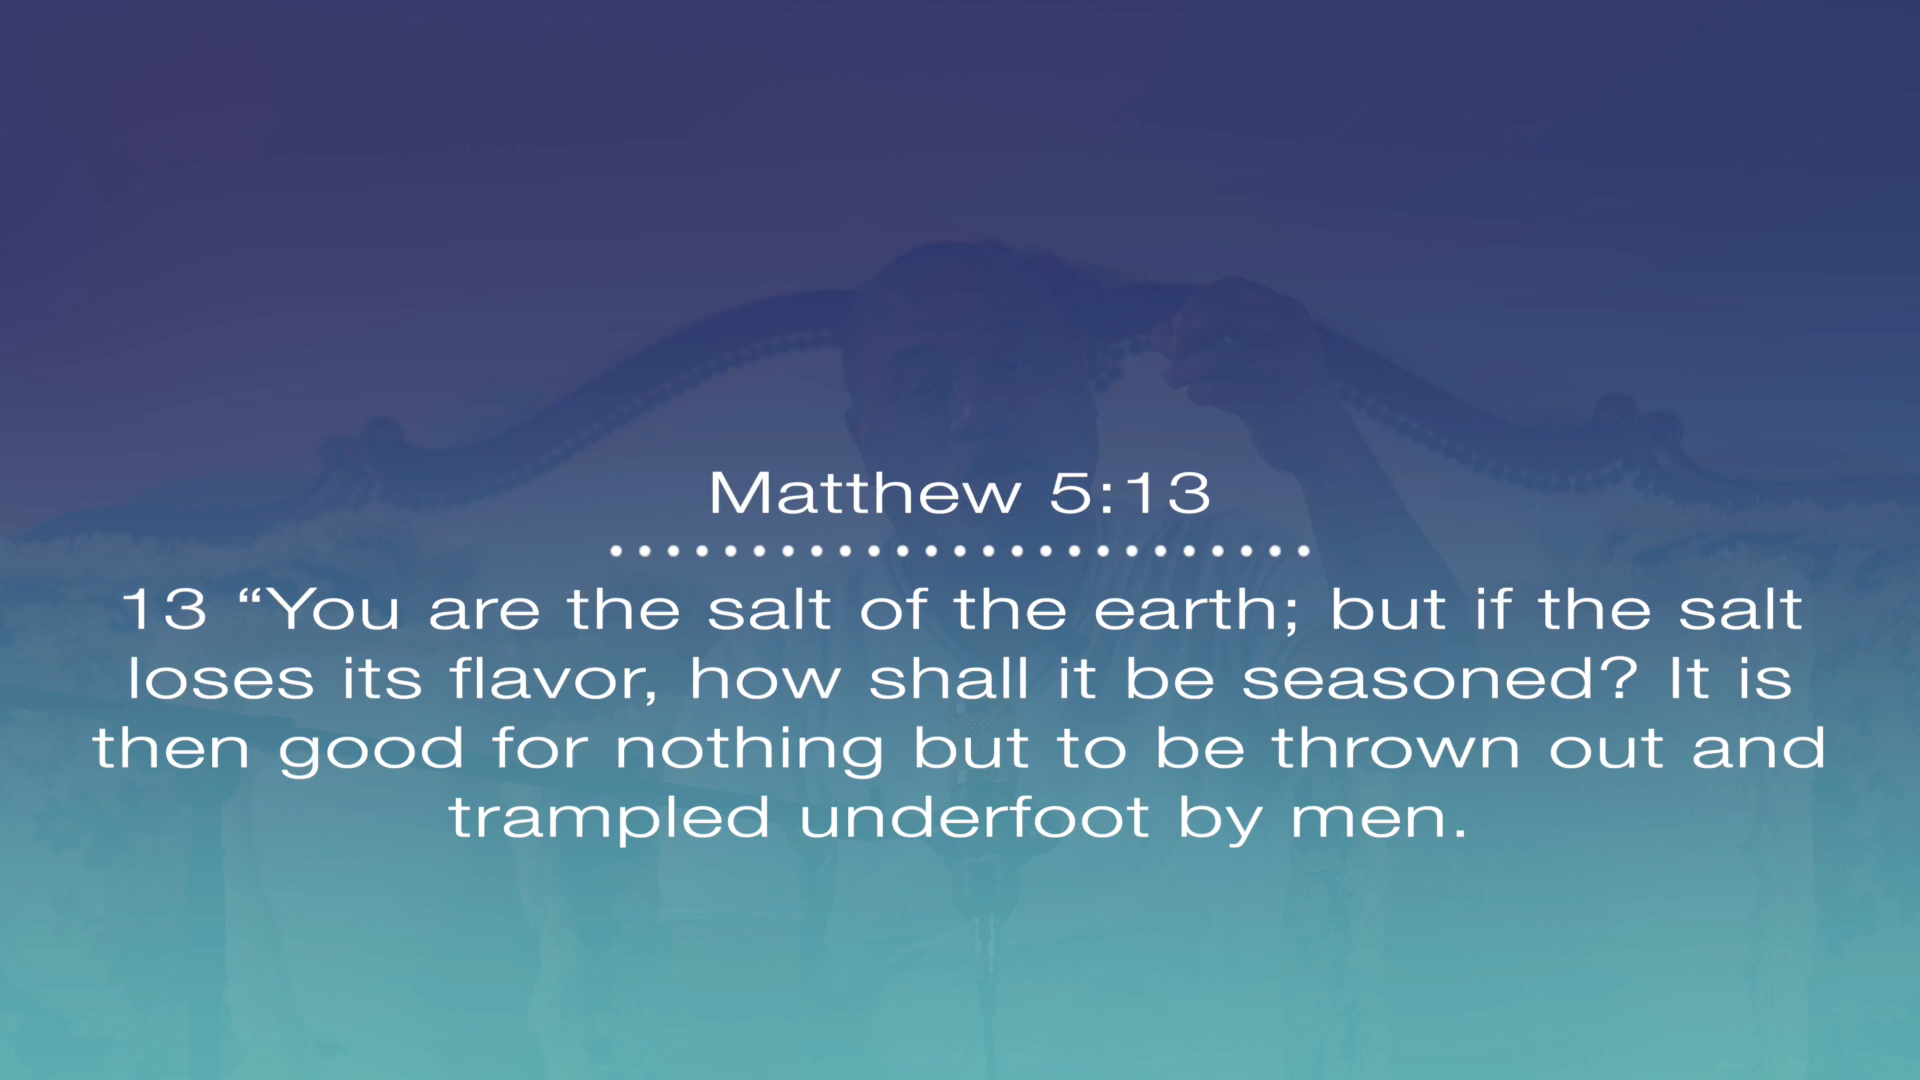 Matthew 5:13
13 “You are the salt of the earth; but if the salt
loses its flavor, how shall it be seasoned? It is
then good for nothing but to be thrown out and
trampled underfoot by men.